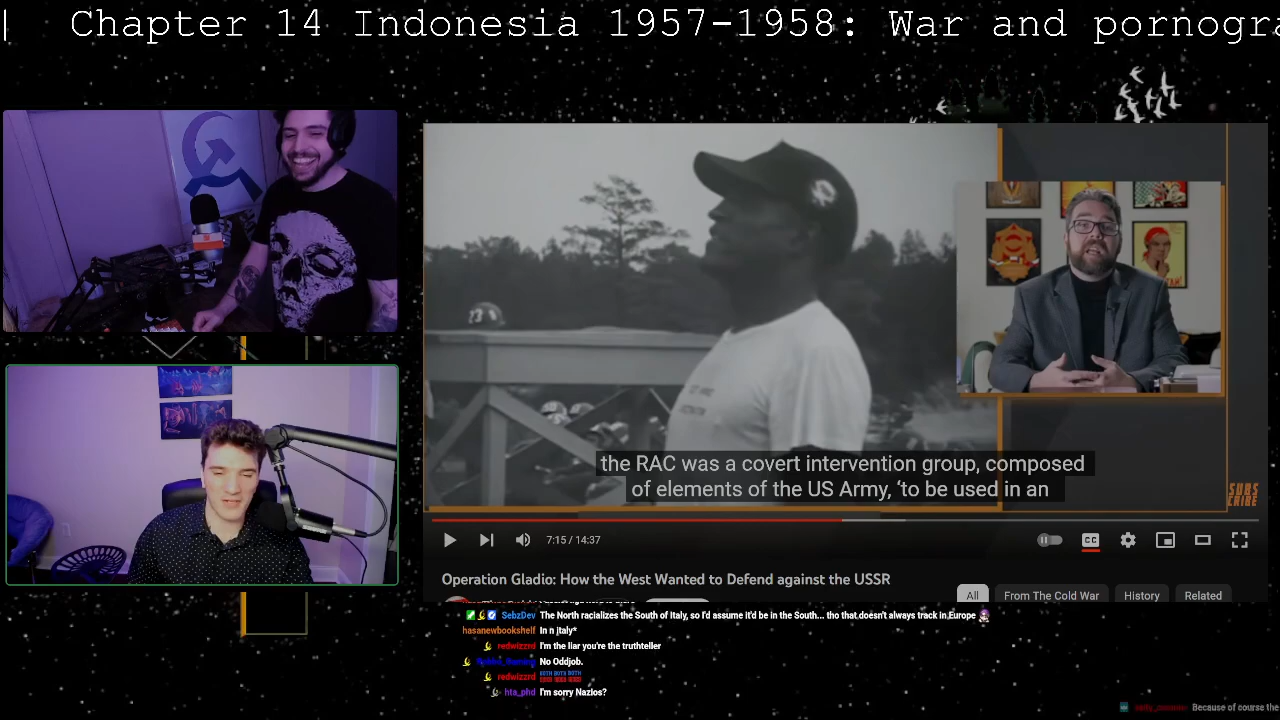 | Chapter 14 Indonesia 1957-1958: War and pornogra
the RAC was a covert intervention group, composed
of elements of the US Army, ‘to be used in an
SUBS
CRIBE
7:15 / 14:37
CC
Operation Gladio: How the West Wanted to Defend against the USSR
All
From The Cold War
History
Related
SebzDev The North racializes the South of Italy, so I'd assume it'd be in the South... tho that doesn't always track in Europe
hasanewbookshelf In n italy*
redwizzrd I'm the liar you're the truthteller
No Oddjob.
redwizzrd
hta_phd I'm sorry Nazios?
Because of course the